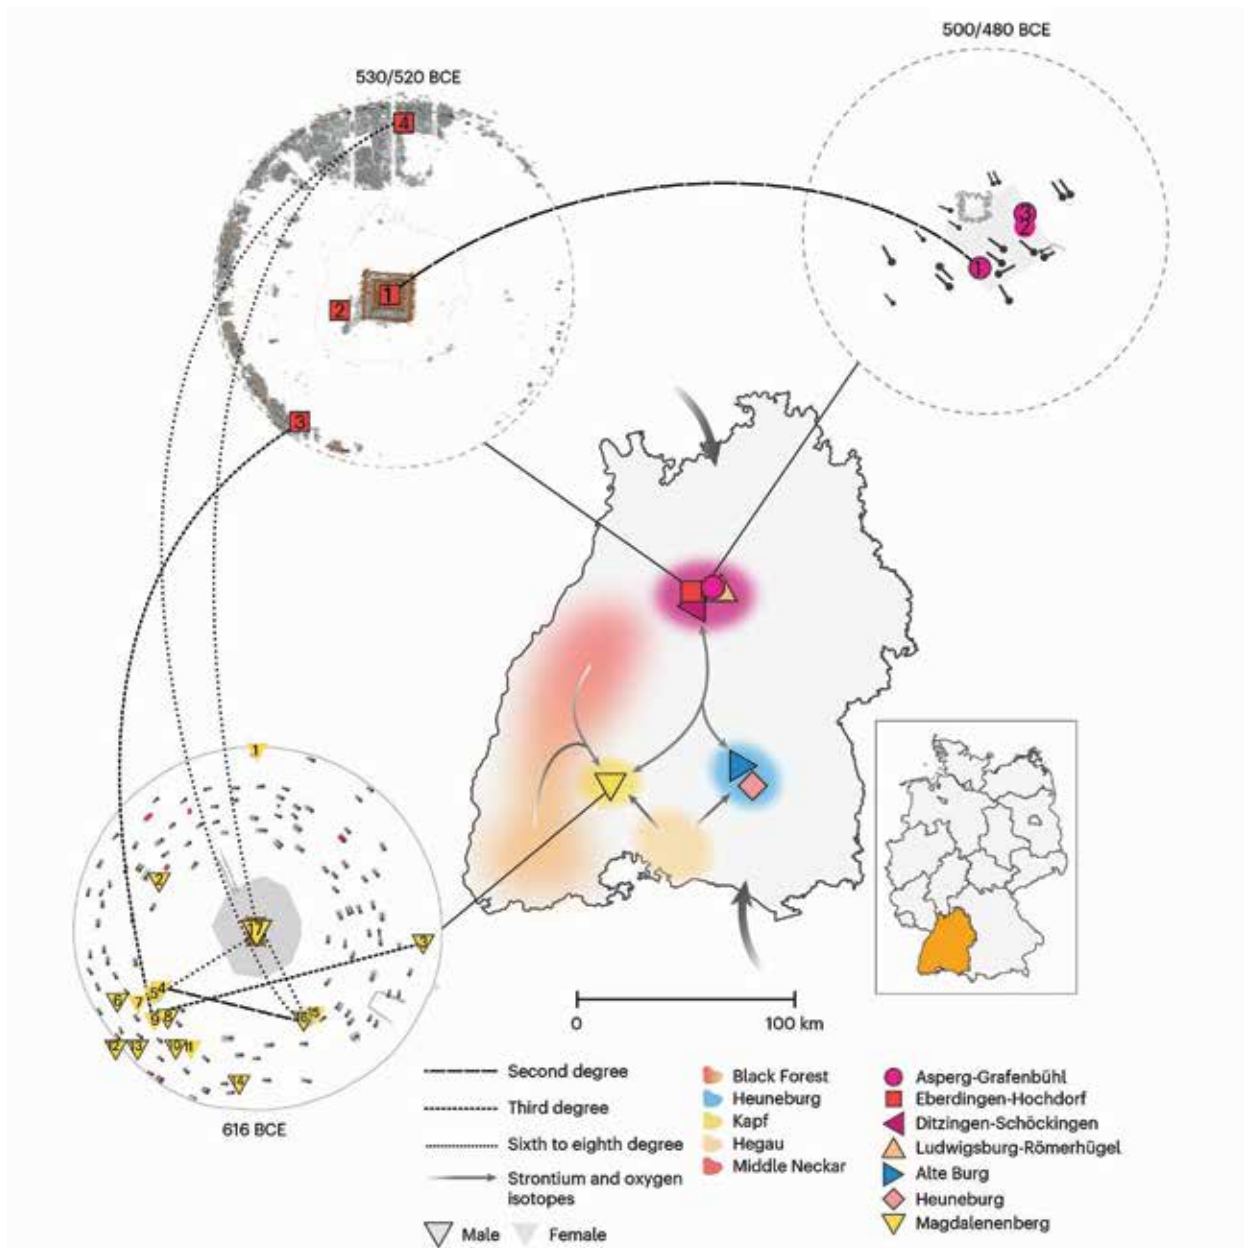 500/480 BCE
530/520 BCE
4
3
2
1
1
2
3
1
2
3
5 4
6
7
9 8
15
12 13 10 11
14
616 BCE
0 100 km
Second degree
Third degree
Sixth to eighth degree
Strontium and oxygen
isotopes
Male Female
Black Forest
Heuneburg
Kapf
Hegau
Middle Neckar
Asperg-Grafenbühl
Eberdingen-Hochdorf
Ditzingen-Schöckingen
Ludwigsburg-Römerhügel
Alte Burg
Heuneburg
Magdalenenberg